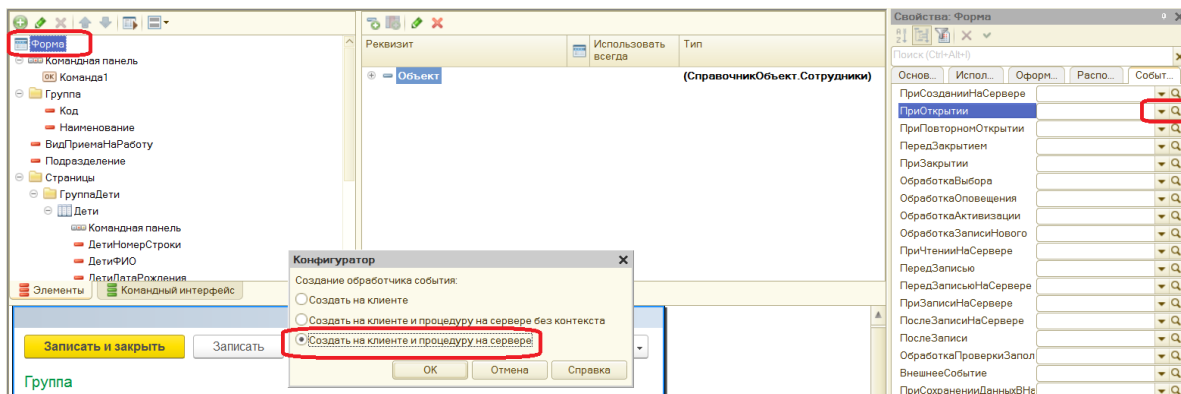 Форма
Командная панель
Команда1
Группа
Код
Наименование
ВидПриемаНаРаботу
Подразделение
Страницы
ГруппаДети
Дети
Командная панель
ДетиНомерСтроки
ДетиФИО
ДетиДатаРождения
Элементы
Командный интерфейс
Реквизит
Использовать
всегда
Тип
Объект
(СправочникОбъект.Сотрудники)
Конфигуратор
Создание обработчика события:
Создать на клиенте
Создать на клиенте и процедуру на сервере без контекста
Создать на клиенте и процедуру на сервере
ОК
Отмена
Справка
Записать и закрыть
Записать
Группа
Свойства: Форма
Поиск (Ctrl+Alt+I)
Основ...
Испол...
Оформ...
Распо...
Событ...
ПриСозданииНаСервере
ПриОткрытии
ПриПовторномОткрытии
ПередЗакрытием
ПриЗакрытии
ОбработкаВыбора
ОбработкаОповещения
ОбработкаАктивизации
ОбработкаЗаписиНового
ПриЧтенииНаСервере
ПередЗаписью
ПередЗаписьюНаСервере
ПриЗаписиНаСервере
ПослеЗаписиНаСервере
ПослеЗаписи
ОбработкаПроверкиЗапол
ВнешнееСобытие
ПриСохраненииДанныхВНа